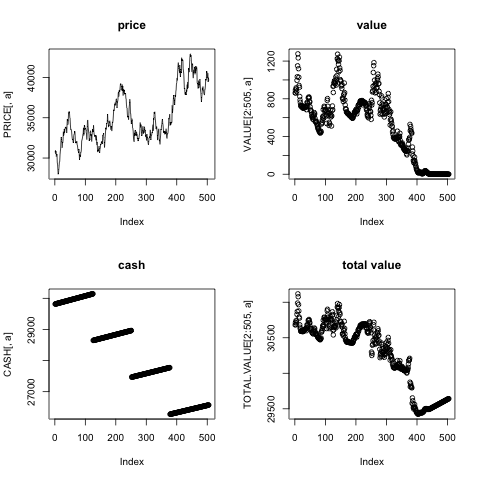 price
PRICE[, a]
30000 35000 40000
0 100 200 300 400 500
Index
value
VALUE[2:505, a]
0 400 800 1200
0 100 200 300 400 500
Index
cash
CASH[, a]
27000 29000
0 100 200 300 400 500
Index
total value
TOTAL.VALUE[2:505, a]
29500 30500
0 100 200 300 400 500
Index